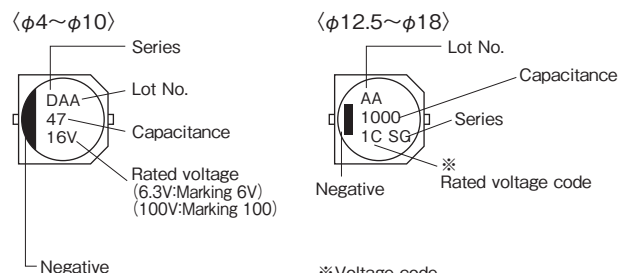 〈φ4～φ10〉
Series
DAA
Lot No.
47
Capacitance
16V
Rated voltage
(6.3V:Marking 6V)
(100V:Marking 100)
Negative
〈φ12.5～φ18〉
Lot No.
Capacitance
AA
1000
Series
1C SG
※
Rated voltage code
Negative
※Voltage code